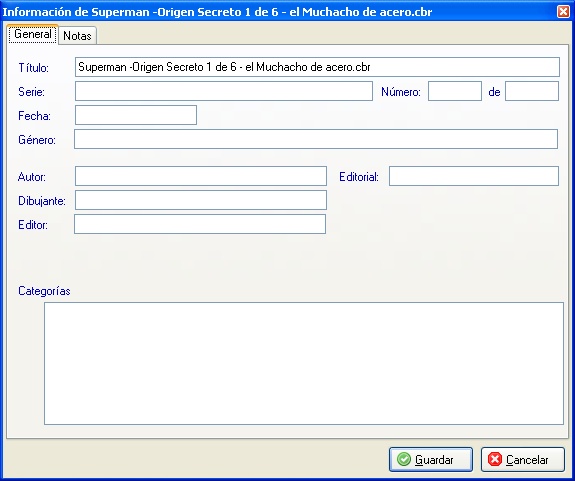 Información de Superman -Origen Secreto 1 de 6 - el Muchacho de acero.cbr
General Notas
Título: Superman -Origen Secreto 1 de 6 - el Muchacho de acero.cbr
Serie: Número: de
Fecha:
Género:
Autor: Editorial:
Dibujante:
Editor:
Categorías
Guardar Cancelar